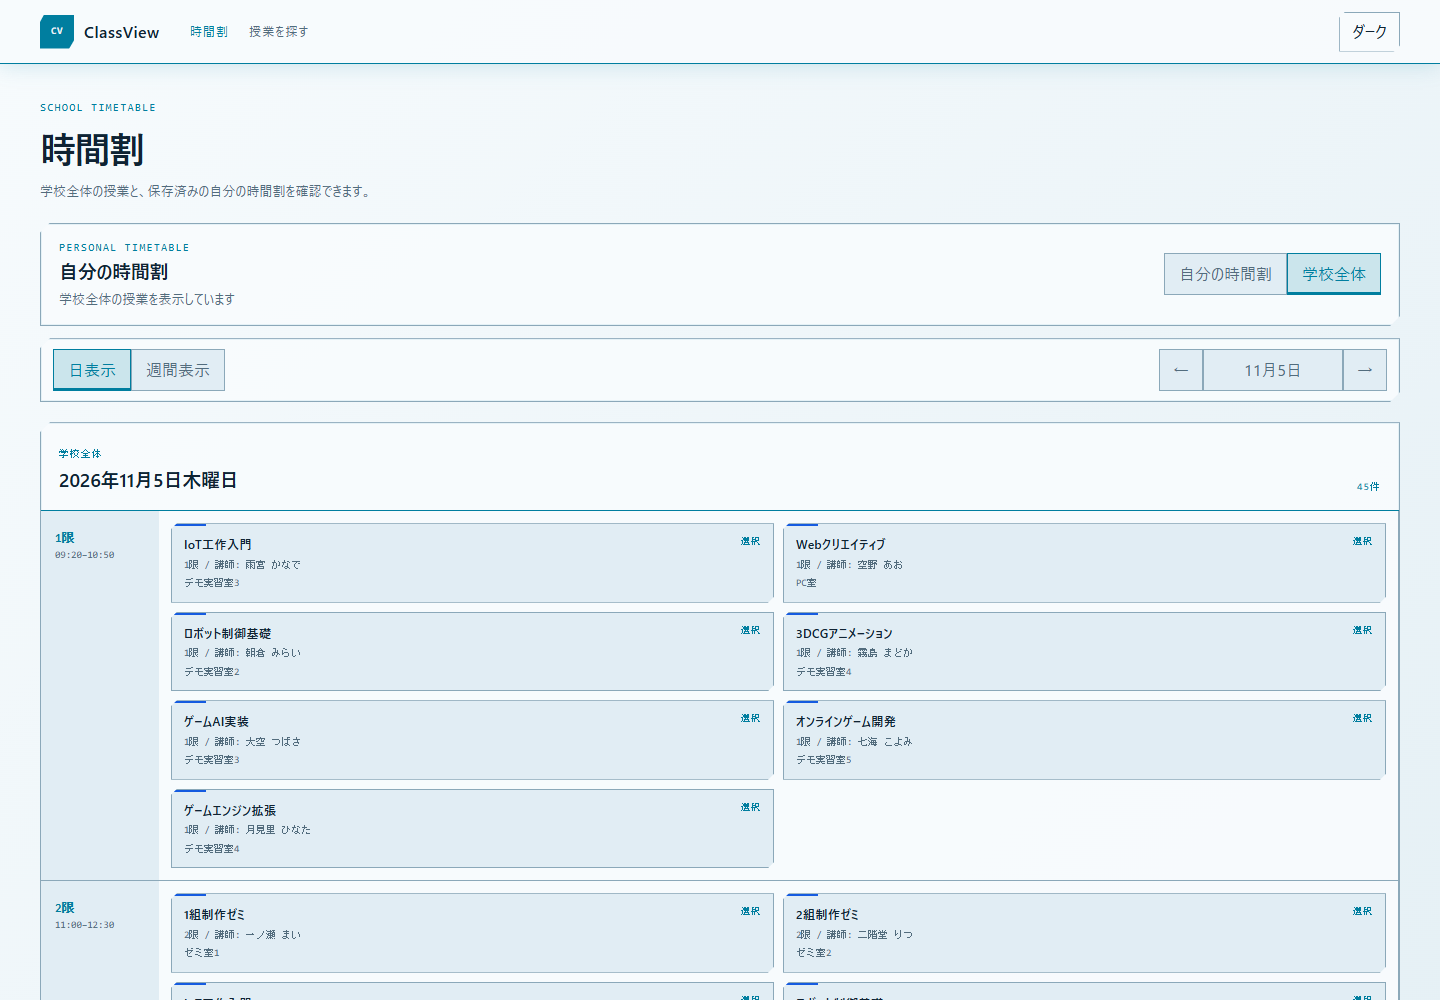 CV ClassView 時間割 授業を探す ダーク
SCHOOL TIMETABLE
時間割
学校全体の授業と、保存済みの自分の時間割を確認できます。
PERSONAL TIMETABLE
自分の時間割
学校全体の授業を表示しています
自分の時間割 学校全体
日表示 週間表示
← 11月5日 →
学校全体
2026年11月5日木曜日
45件
1限
09:20–10:50
IoT工作入門 選択
1限 / 講師: 雨宮 かなで
デモ実習室3
Webクリエイティブ 選択
1限 / 講師: 空野 あお
PC室
ロボット制御基礎 選択
1限 / 講師: 朝倉 みらい
デモ実習室2
3DCGアニメーション 選択
1限 / 講師: 霧島 まどか
デモ実習室4
ゲームAI実装 選択
1限 / 講師: 大空 つばさ
デモ実習室3
オンラインゲーム開発 選択
1限 / 講師: 七海 こよみ
デモ実習室5
ゲームエンジン拡張 選択
1限 / 講師: 月見里 ひなた
デモ実習室4
2限
11:00–12:30
1組制作ゼミ 選択
2限 / 講師: 一ノ瀬 まい
ゼミ室1
2組制作ゼミ 選択
2限 / 講師: 二階堂 りつ
ゼミ室2